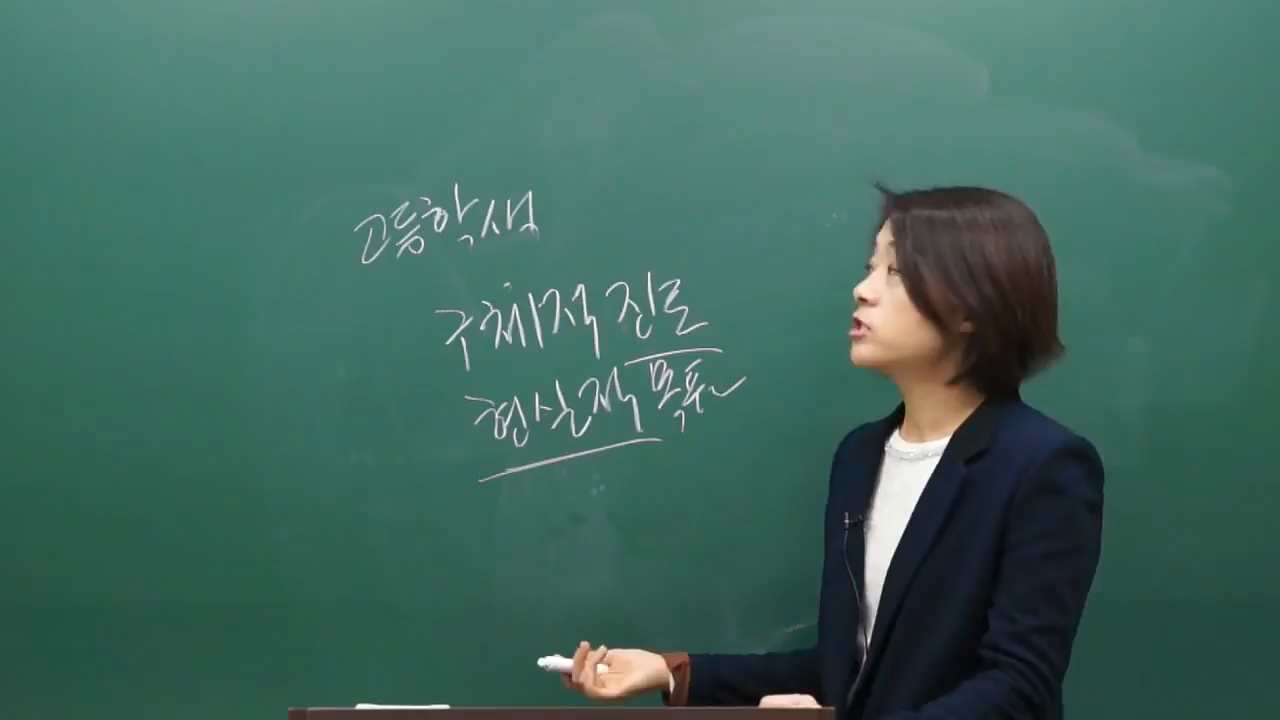 고등학생
구체적 진로
현실적 목표